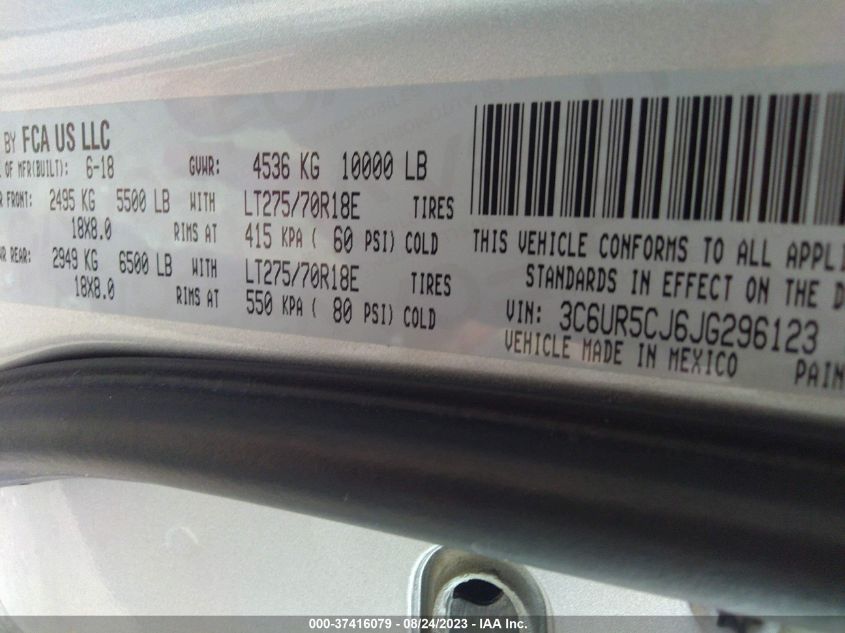 BY FCA US LLC
OF MFR(BUILT): 6-18 GVWR: 4536 KG 10000 LB
FRONT: 2495 KG 5500 LB WITH LT275/70R18E TIRES
18X8.0 RIMS AT 415 KPA ( 60 PSI) COLD
REAR: 2949 KG 6500 LB WITH LT275/70R18E TIRES
18X8.0 RIMS AT 550 KPA ( 80 PSI) COLD
THIS VEHICLE CONFORMS TO ALL APPLI
STANDARDS IN EFFECT ON THE D
VIN: 3C6UR5CJ6JG296123
VEHICLE MADE IN MEXICO PAIN
000-37416079 - 08/24/2023 - IAA Inc.